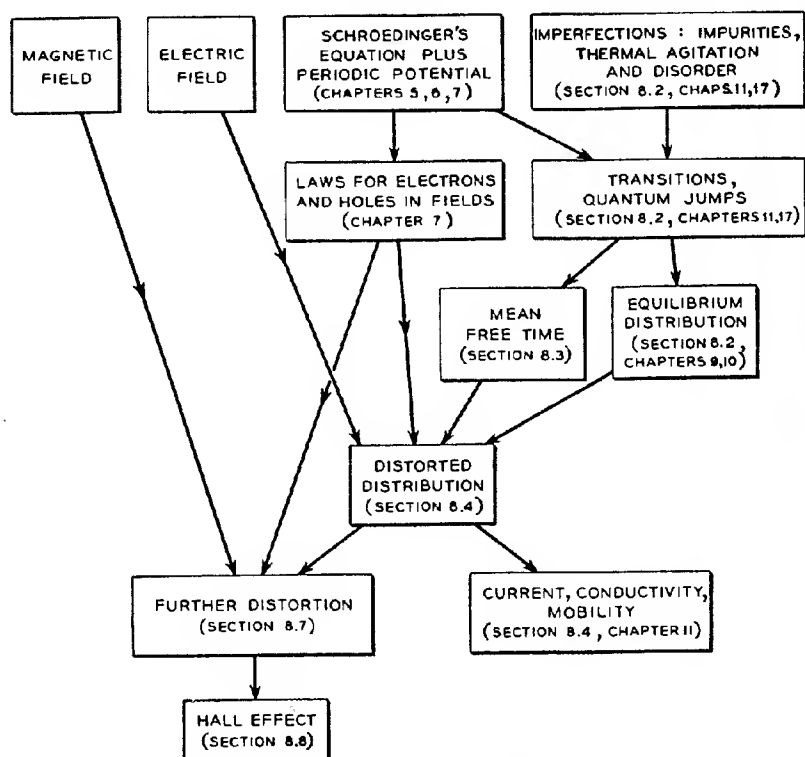 MAGNETIC
FIELD
ELECTRIC
FIELD
SCHROEDINGER'S
EQUATION PLUS
PERIODIC POTENTIAL
(CHAPTERS 5, 6, 7)
IMPERFECTIONS : IMPURITIES,
THERMAL AGITATION
AND DISORDER
(SECTION 8.2, CHAPS.11,17)
LAWS FOR ELECTRONS
AND HOLES IN FIELDS
(CHAPTER 7)
TRANSITIONS,
QUANTUM JUMPS
(SECTION 8.2, CHAPTERS 11,17)
MEAN
FREE TIME
(SECTION 8.3)
EQUILIBRIUM
DISTRIBUTION
(SECTION 8.2,
CHAPTERS 9,10)
DISTORTED
DISTRIBUTION
(SECTION 8.4)
FURTHER DISTORTION
(SECTION 8.7)
CURRENT, CONDUCTIVITY,
MOBILITY
(SECTION 8.4, CHAPTER 11)
HALL EFFECT
(SECTION 8.8)